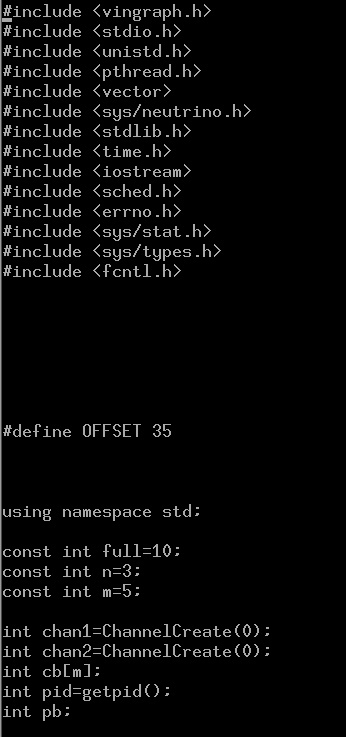 #include <vingraph.h>
#include <stdio.h>
#include <unistd.h>
#include <pthread.h>
#include <vector>
#include <sys/neutrino.h>
#include <stdlib.h>
#include <time.h>
#include <iostream>
#include <sched.h>
#include <errno.h>
#include <sys/stat.h>
#include <sys/types.h>
#include <fcntl.h>
#define OFFSET 35
using namespace std;
const int full=10;
const int n=3;
const int m=5;
int chan1=ChannelCreate(0);
int chan2=ChannelCreate(0);
int cb[m];
int pid=getpid();
int pb;